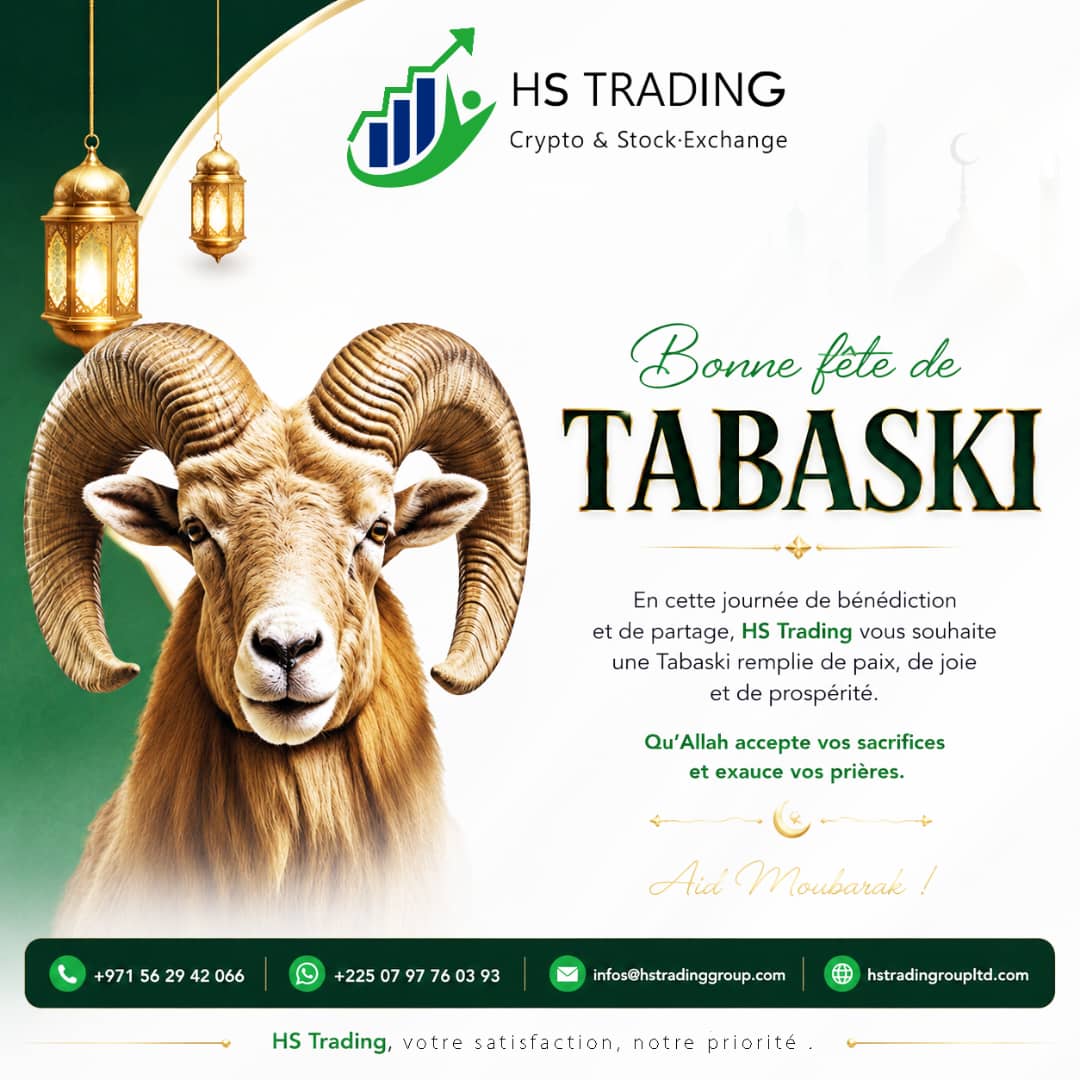 HS TRADING
Crypto & Stock-Exchange
Bonne fête de
TABASKI
En cette journée de bénédiction
et de partage, HS Trading vous souhaite
une Tabaski remplie de paix, de joie
et de prospérité.
Qu'Allah accepte vos sacrifices
et exauce vos prières.
Aid Moubarak !
+971 56 29 42 066
+225 07 97 76 03 93
infos@hstradinggroup.com
hstradingroupltd.com
HS Trading, votre satisfaction, notre priorité .